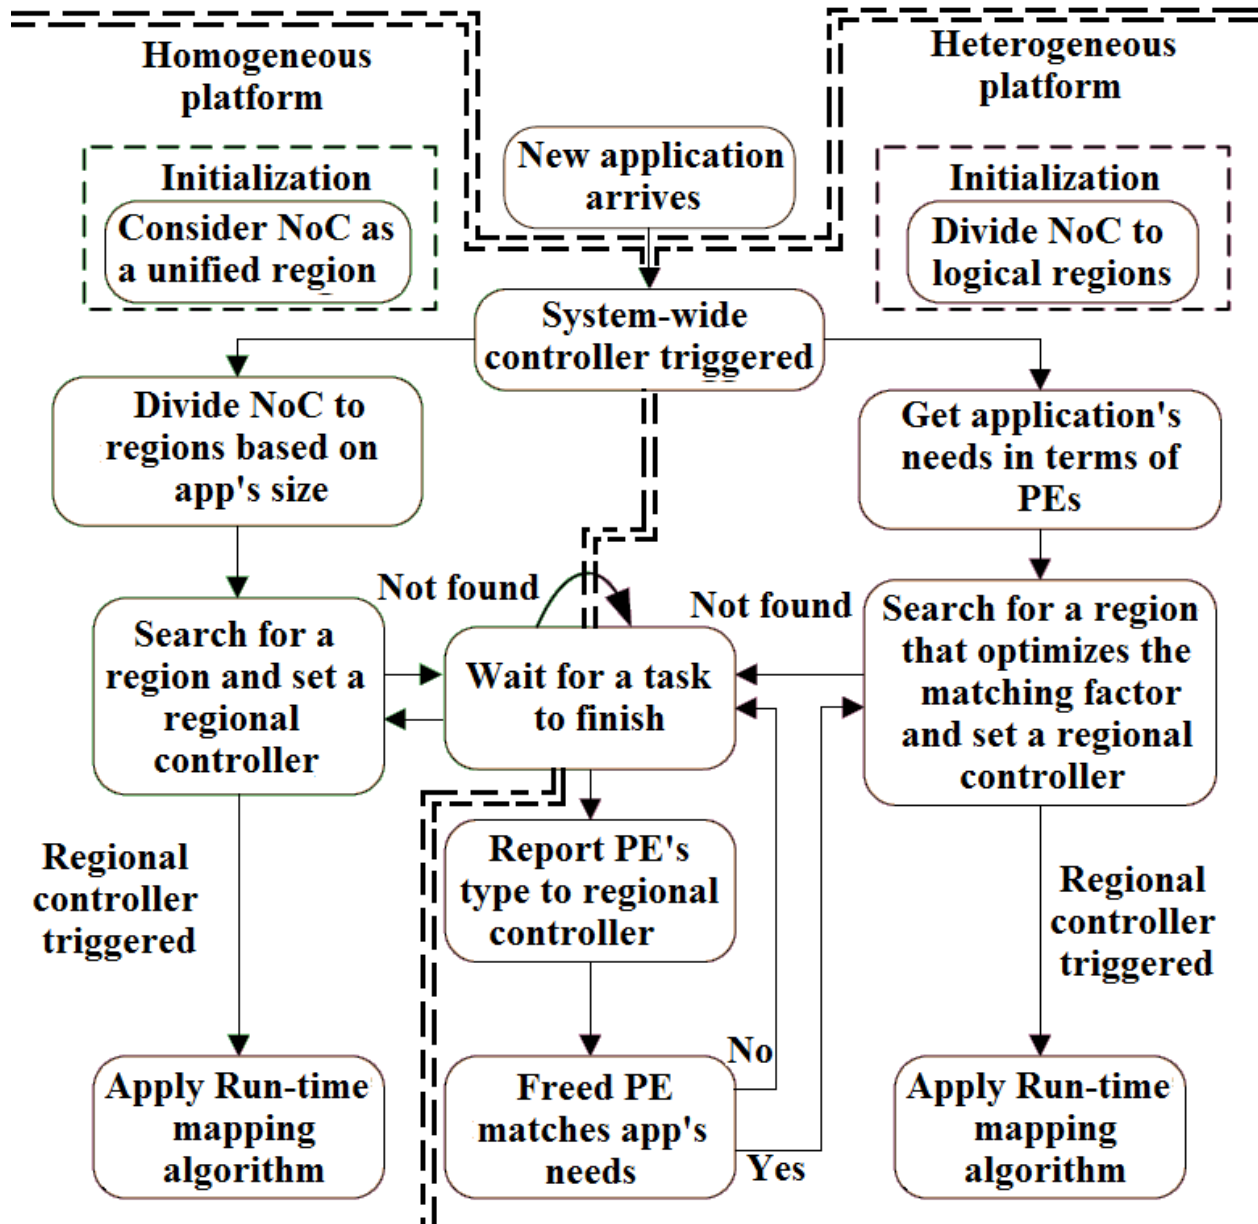 Homogeneous
platform
Heterogeneous
platform
New application
arrives
Initialization
Consider NoC as
a unified region
Initialization
Divide NoC to
logical regions
System-wide
controller triggered
Divide NoC to
regions based on
app's size
Get application's
needs in terms of
PEs
Not found
Not found
Search for a
region and set a
regional
controller
Wait for a task
to finish
Search for a region
that optimizes the
matching factor
and set a regional
controller
Regional
controller
triggered
Report PE's
type to regional
controller
Regional
controller
triggered
No
Apply Run-time
mapping
algorithm
Freed PE
matches app's
needs
Yes
Apply Run-time
mapping
algorithm